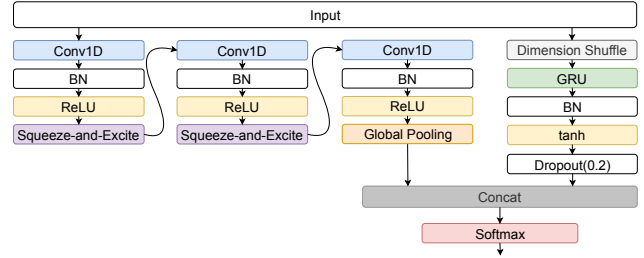 Input
Conv1D
BN
ReLU
Squeeze-and-Excite
Conv1D
BN
ReLU
Squeeze-and-Excite
Conv1D
BN
ReLU
Global Pooling
Dimension Shuffle
GRU
BN
tanh
Dropout(0.2)
Concat
Softmax